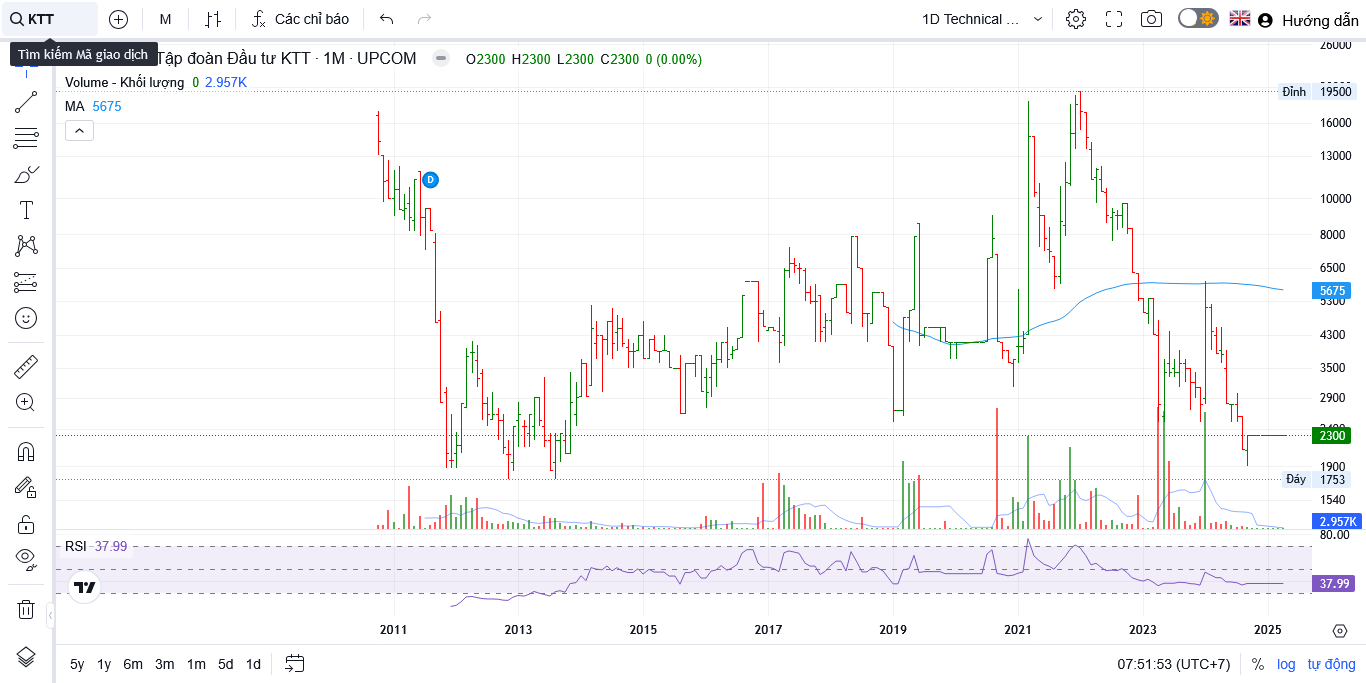 KTT
M
Các chỉ báo
1D Technical ...
Hướng dẫn
Tìm kiếm Mã giao dịch
Tập đoàn Đầu tư KTT · 1M · UPCOM
O2300 H2300 L2300 C2300 0 (0.00%)
Volume - Khối lượng 0 2.957K
MA 5675
D
26000
Đỉnh 19500
16000
13000
10000
8000
6500
5675
5300
4300
3500
2900
2300
1900
Đáy 1753
1540
2.957K
80.00
RSI 37.99
37.99
2011 2013 2015 2017 2019 2021 2023 2025
5y 1y 6m 3m 1m 5d 1d
07:51:53 (UTC+7) % log tự động